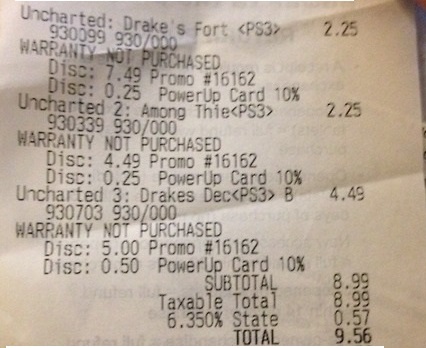 Uncharted: Drake's Fort <PS3> 2.25
930099 930/000
WARRANTY NOT PURCHASED
Disc: 7.49 Promo #16162
Disc: 0.25 PowerUp Card 10%
Uncharted 2: Among Thie<PS3> 2.25
930339 930/000
WARRANTY NOT PURCHASED
Disc: 4.49 Promo #16162
Disc: 0.25 PowerUp Card 10%
Uncharted 3: Drakes Dec<PS3> B 4.49
930703 930/000
WARRANTY NOT PURCHASED
Disc: 5.00 Promo #16162
Disc: 0.50 PowerUp Card 10%
SUBTOTAL 8.99
Taxable Total 8.99
6.350% State 0.57
TOTAL 9.56